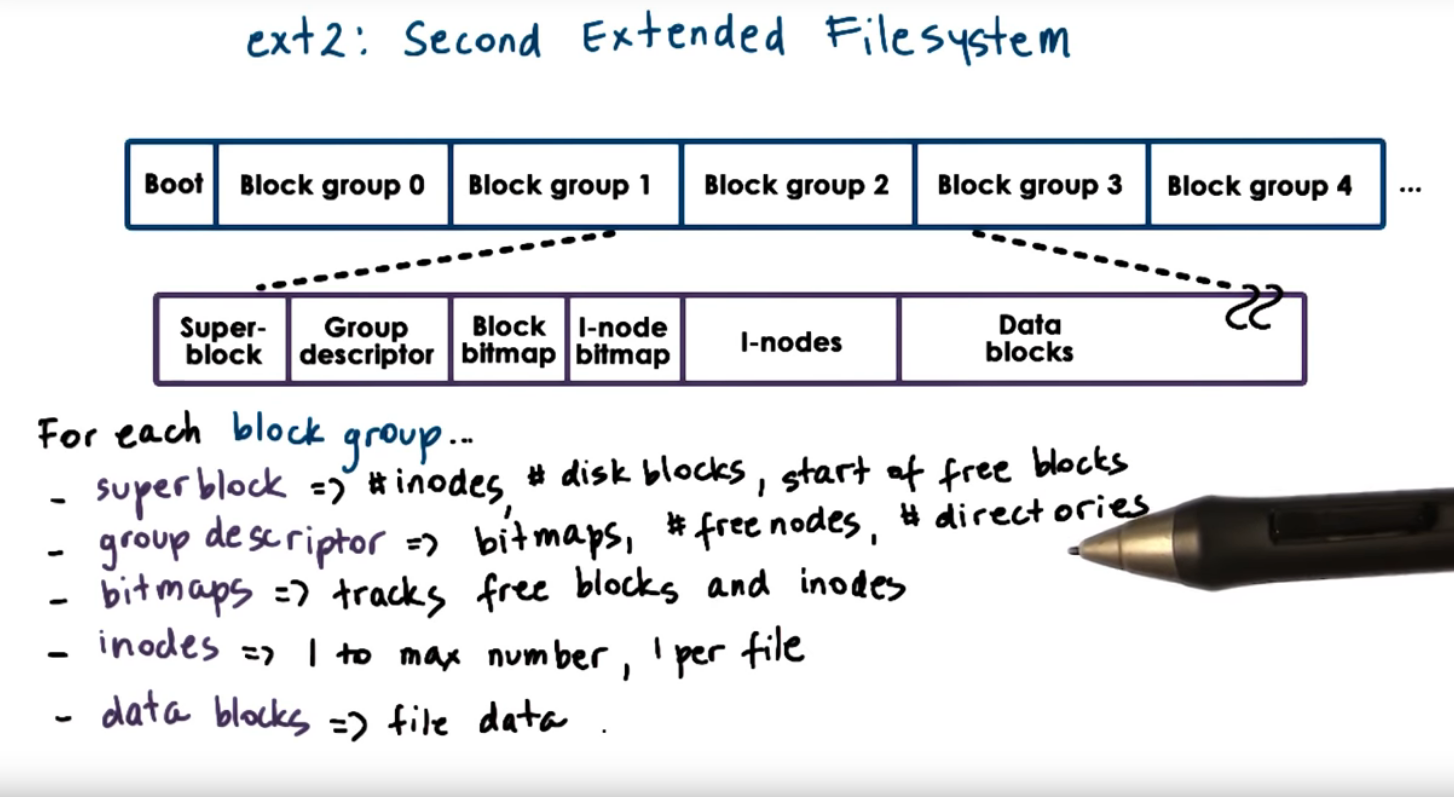 ext2: Second Extended Filesystem
Boot Block group 0 Block group 1 Block group 2 Block group 3 Block group 4 ...
Super-block Group descriptor Block bitmap I-node bitmap I-nodes Data blocks
For each block group...
- superblock => # inodes, # disk blocks, start of free blocks
- group descriptor => bitmaps, # free nodes, # directories
- bitmaps => tracks free blocks and inodes
- inodes => 1 to max number, 1 per file
- data blocks => file data.